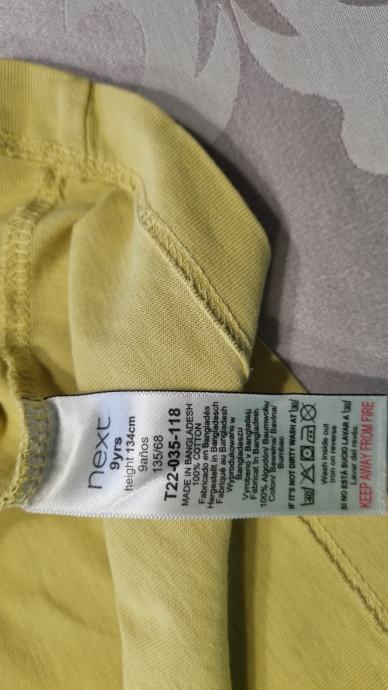 next
9yrs
height 134cm
9años
135/68
T22-035-118
MADE IN BANGLADESH
100% COTTON
Fabricado en Bangladés
Hergestellt in Bangladesch
Fabriqué au Bangladesh
Wyprodukowano w
Bangladeszu
Vyrobeno v Bangladéši
Fabricat în Bangladesh
100% Algodón/ Baumwolle/
Coton/ Bawełna/ Bavlna/
Bumbac
IF IT'S NOT DIRTY WASH AT 30
40
Wash inside out
Iron on reverse
Lavar del revés.
SI NO ESTÁ SUCIO LAVAR A 30
KEEP AWAY FROM FIRE